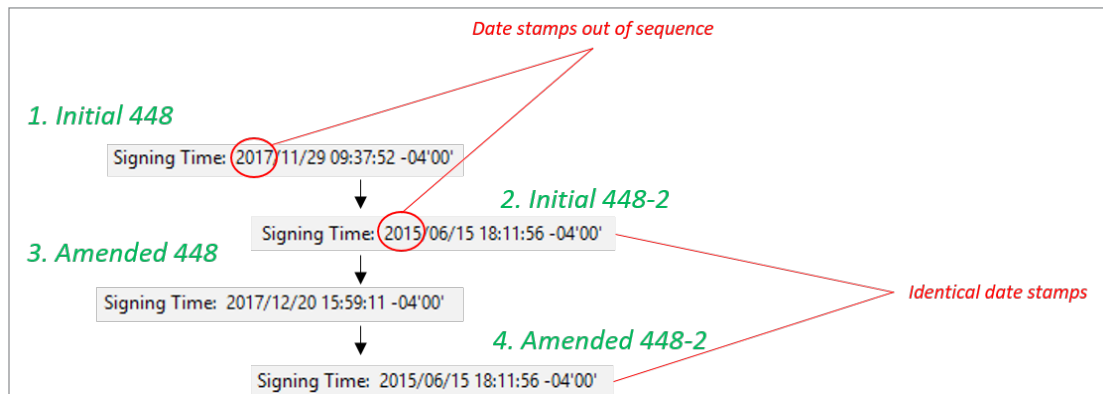 Date stamps out of sequence
1. Initial 448
Signing Time: 2017/11/29 09:37:52 -04'00'
2. Initial 448-2
Signing Time: 2015/06/15 18:11:56 -04'00'
3. Amended 448
Signing Time: 2017/12/20 15:59:11 -04'00'
Identical date stamps
4. Amended 448-2
Signing Time: 2015/06/15 18:11:56 -04'00'